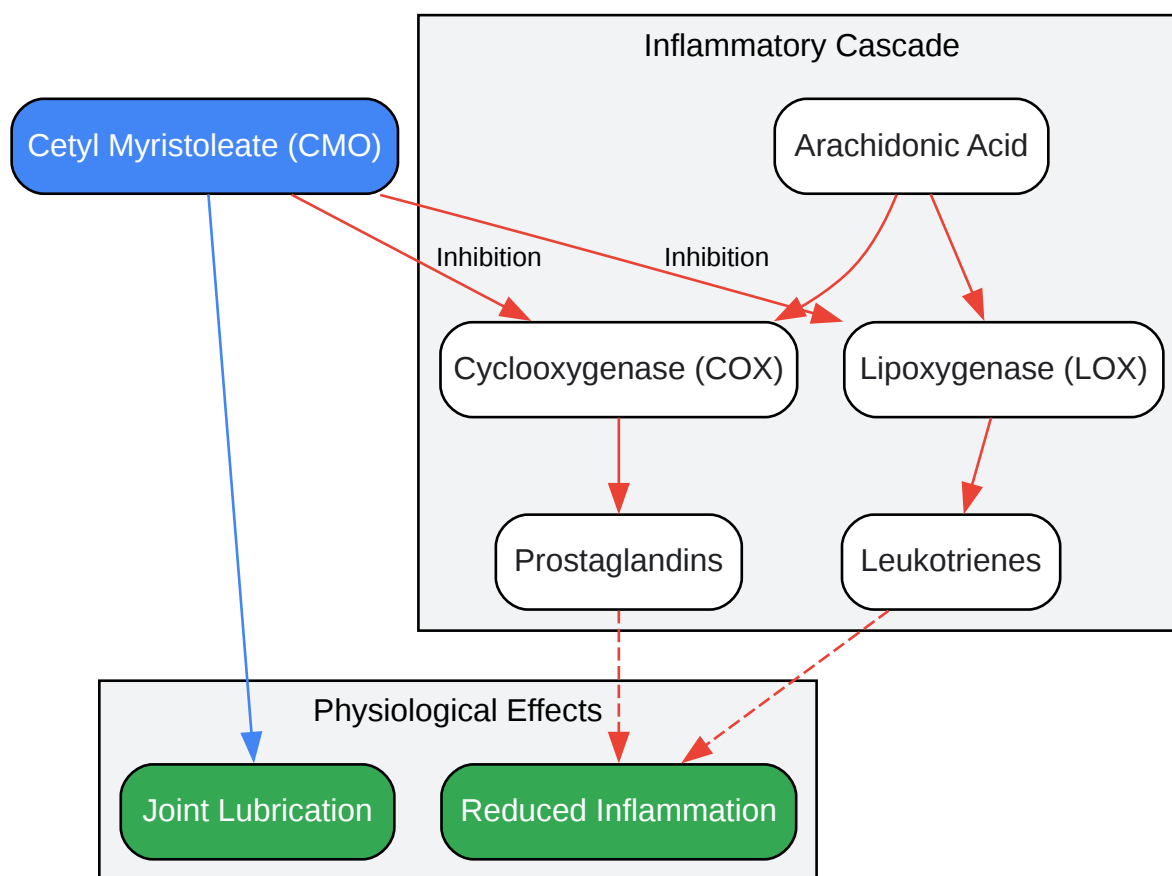 Inflammatory Cascade
Cetyl Myristoleate (CMO)
Arachidonic Acid
Inhibition
Inhibition
Cyclooxygenase (COX)
Lipoxygenase (LOX)
Prostaglandins
Leukotrienes
Physiological Effects
Joint Lubrication
Reduced Inflammation